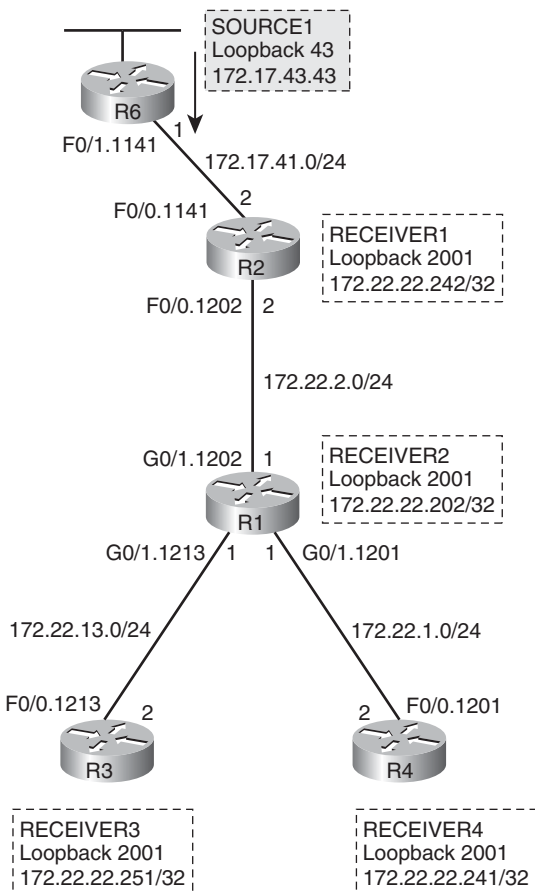 SOURCE1
Loopback 43
172.17.43.43
R6
F0/1.1141
1
172.17.41.0/24
F0/0.1141
2
R2
RECEIVER1
Loopback 2001
172.22.22.242/32
F0/0.1202
2
172.22.2.0/24
G0/1.1202
1
R1
RECEIVER2
Loopback 2001
172.22.22.202/32
G0/1.1213
1
1
G0/1.1201
172.22.13.0/24
172.22.1.0/24
F0/0.1213
2
R3
2
F0/0.1201
R4
RECEIVER3
Loopback 2001
172.22.22.251/32
RECEIVER4
Loopback 2001
172.22.22.241/32